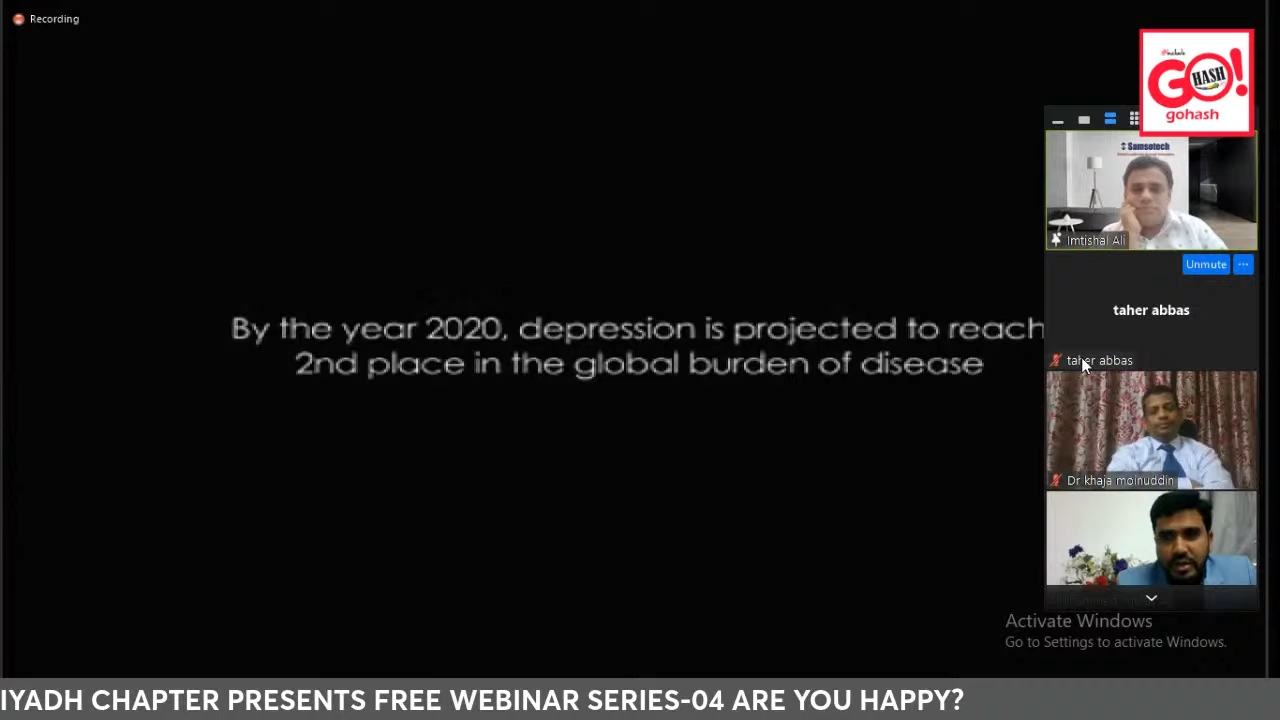 Recording
GO!
HASH
gohash
Samsotech
Imtishal Ali
Unmute
...
taher abbas
taher abbas
By the year 2020, depression is projected to reach
2nd place in the global burden of disease
Dr khaja moinuddin
Activate Windows
Go to Settings to activate Windows.
IYADH CHAPTER PRESENTS FREE WEBINAR SERIES-04 ARE YOU HAPPY?